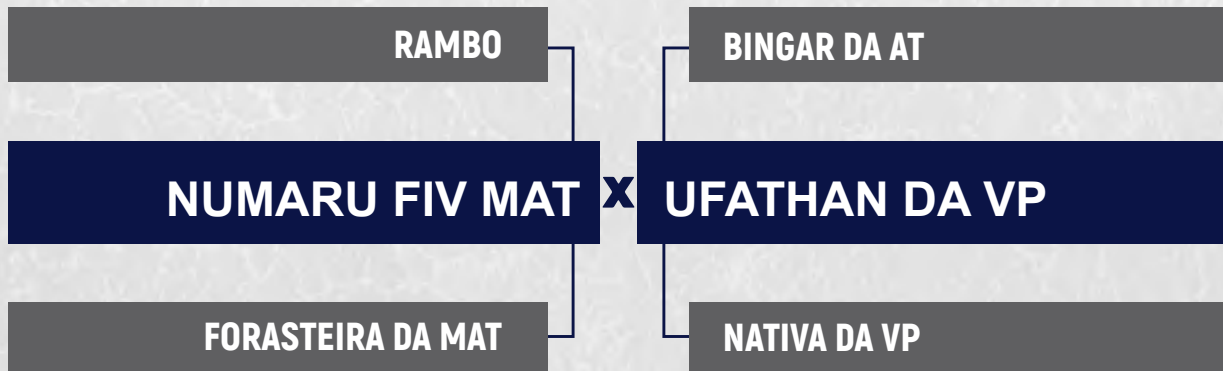 RAMBO
BINGAR DA AT
NUMARU FIV MAT X UFATHAN DA VP
FORASTEIRA DA MAT
NATIVA DA VP